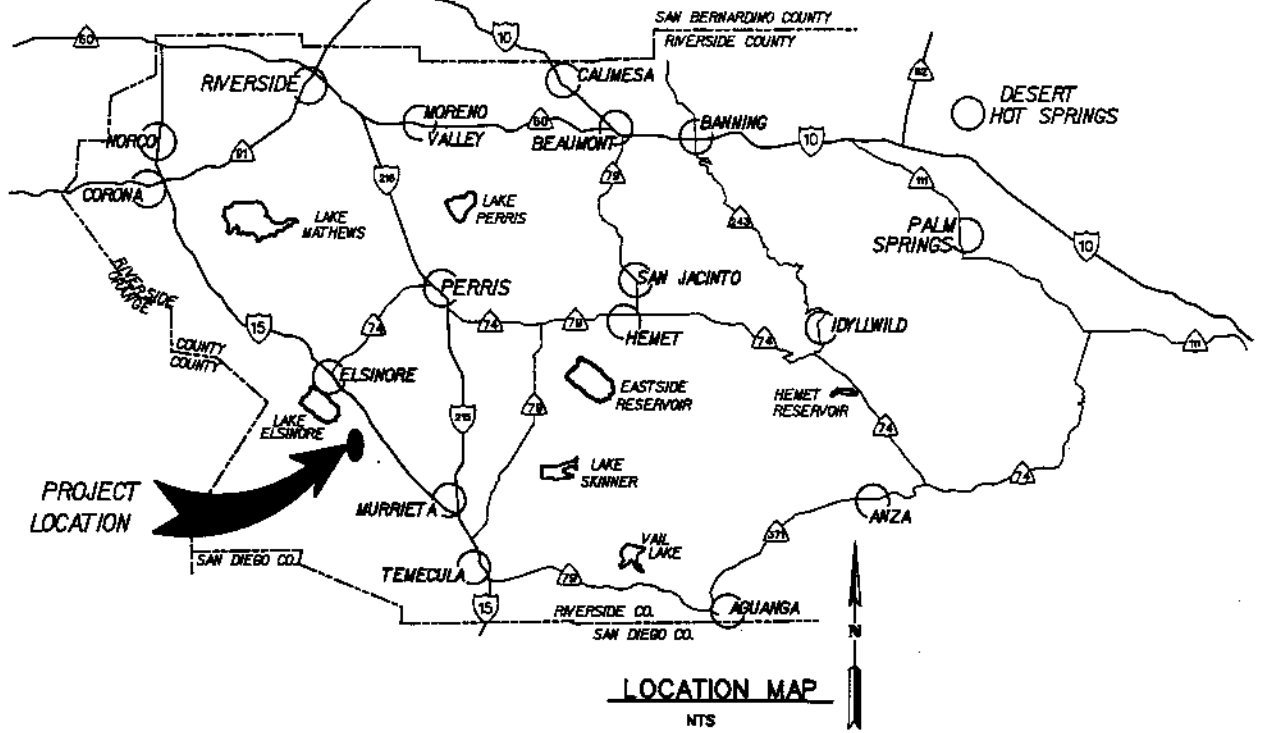 SAN BERNARDINO COUNTY
RIVERSIDE COUNTY
60
10
CALIMESA
92
RIVERSIDE
DESERT
HOT SPRINGS
MORENO
VALLEY
60
BEAUMONT
BANNING
10
NORCO
91
CORONA
216
79
111
243
LAKE
MATHEWS
LAKE
PERRIS
PALM
SPRINGS
10
RIVERSIDE
ORANGE
COUNTY
COUNTY
PERRIS
SAN JACINTO
15
74
74
79
HEMET
74
IDYLLWILD
111
ELSINORE
LAKE
ELSINORE
EASTSIDE
RESERVOIR
HEMET
RESERVOIR
79
215
74
74
LAKE
SKINNER
PROJECT
LOCATION
MURRIETA
ANZA
371
VAIL
LAKE
SAN DIEGO CO.
TEMECULA
79
15
AGUANGA
RIVERSIDE CO.
SAN DIEGO CO.
N
LOCATION MAP
NTS